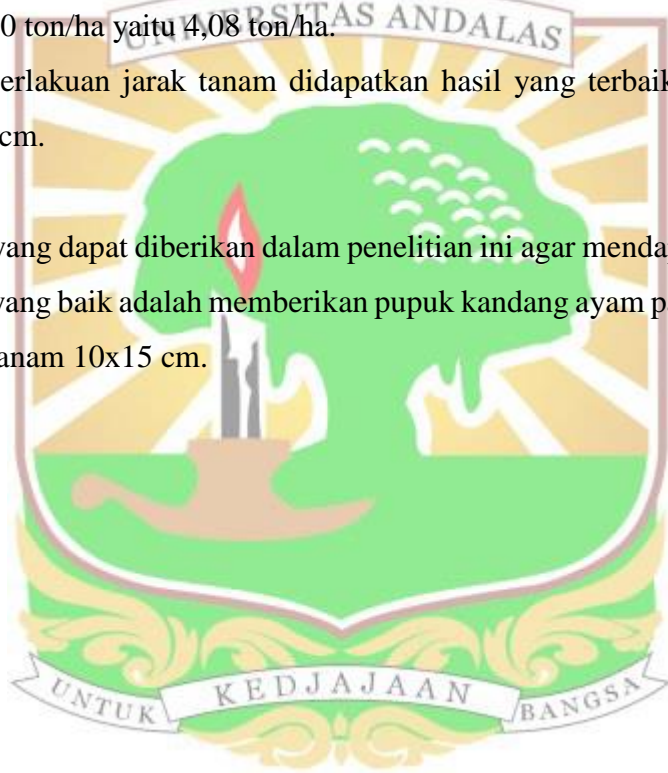 0 ton/ha yaitu 4,08 ton/ha.
UNIVERSITAS ANDALAS
erlakuan jarak tanam didapatkan hasil yang terbaik
cm.
yang dapat diberikan dalam penelitian ini agar menda
yang baik adalah memberikan pupuk kandang ayam p
anam 10x15 cm.
UNTUK KEDJAJAAN BANGSA